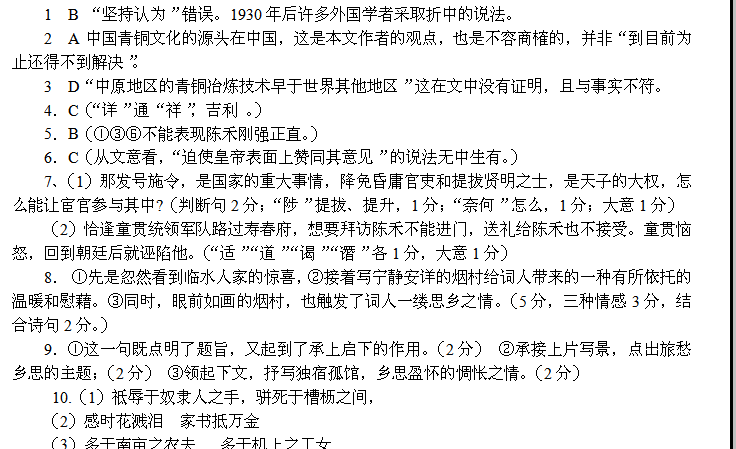 1 B “坚持认为”错误。1930年后许多外国学者采取折中的说法。
2 A 中国青铜文化的源头在中国，这是本文作者的观点，也是不容商榷的，并非“到目前为
止还得不到解决”。
3 D“中原地区的青铜冶炼技术早于世界其他地区”这在文中没有证明，且与事实不符。
4．C（“详”通“祥”，吉利 。）
5．B（①③⑥不能表现陈禾刚强正直。）
6．C（从文意看，“迫使皇帝表面上赞同其意见”的说法无中生有。）
7、（1）那发号施令，是国家的重大事情，降免昏庸官吏和提拔贤明之士，是天子的大权，怎
么能让宦官参与其中?（判断句2分；“陟”提拔、提升，1分；“奈何”怎么，1分；大意1分）
（2）恰逢童贯统领军队路过寿春府，想要拜访陈禾不能进门，送礼给陈禾也不接受。童贯恼
怒，回到朝廷后就诬陷他。（“适”“道”“谒”“谮”各1分，大意1分）
8． ①先是忽然看到临水人家的惊喜，②接着写宁静安详的烟村给词人带来的一种有所依托的
温暖和慰藉。③同时，眼前如画的烟村，也触发了词人一缕思乡之情。（5分，三种情感3分，结
合诗句2分。）
9．①这一句既点明了题旨，又起到了承上启下的作用。（2分） ②承接上片写景，点出旅愁
乡思的主题；（2分） ③领起下文，抒写独宿孤馆，乡思盈怀的惆怅之情。（2分）
10.（1）祗辱于奴隶人之手，骈死于槽枥之间，
（2）感时花溅泪 家书抵万金
（3）多于南亩之农夫 多于机上之工女